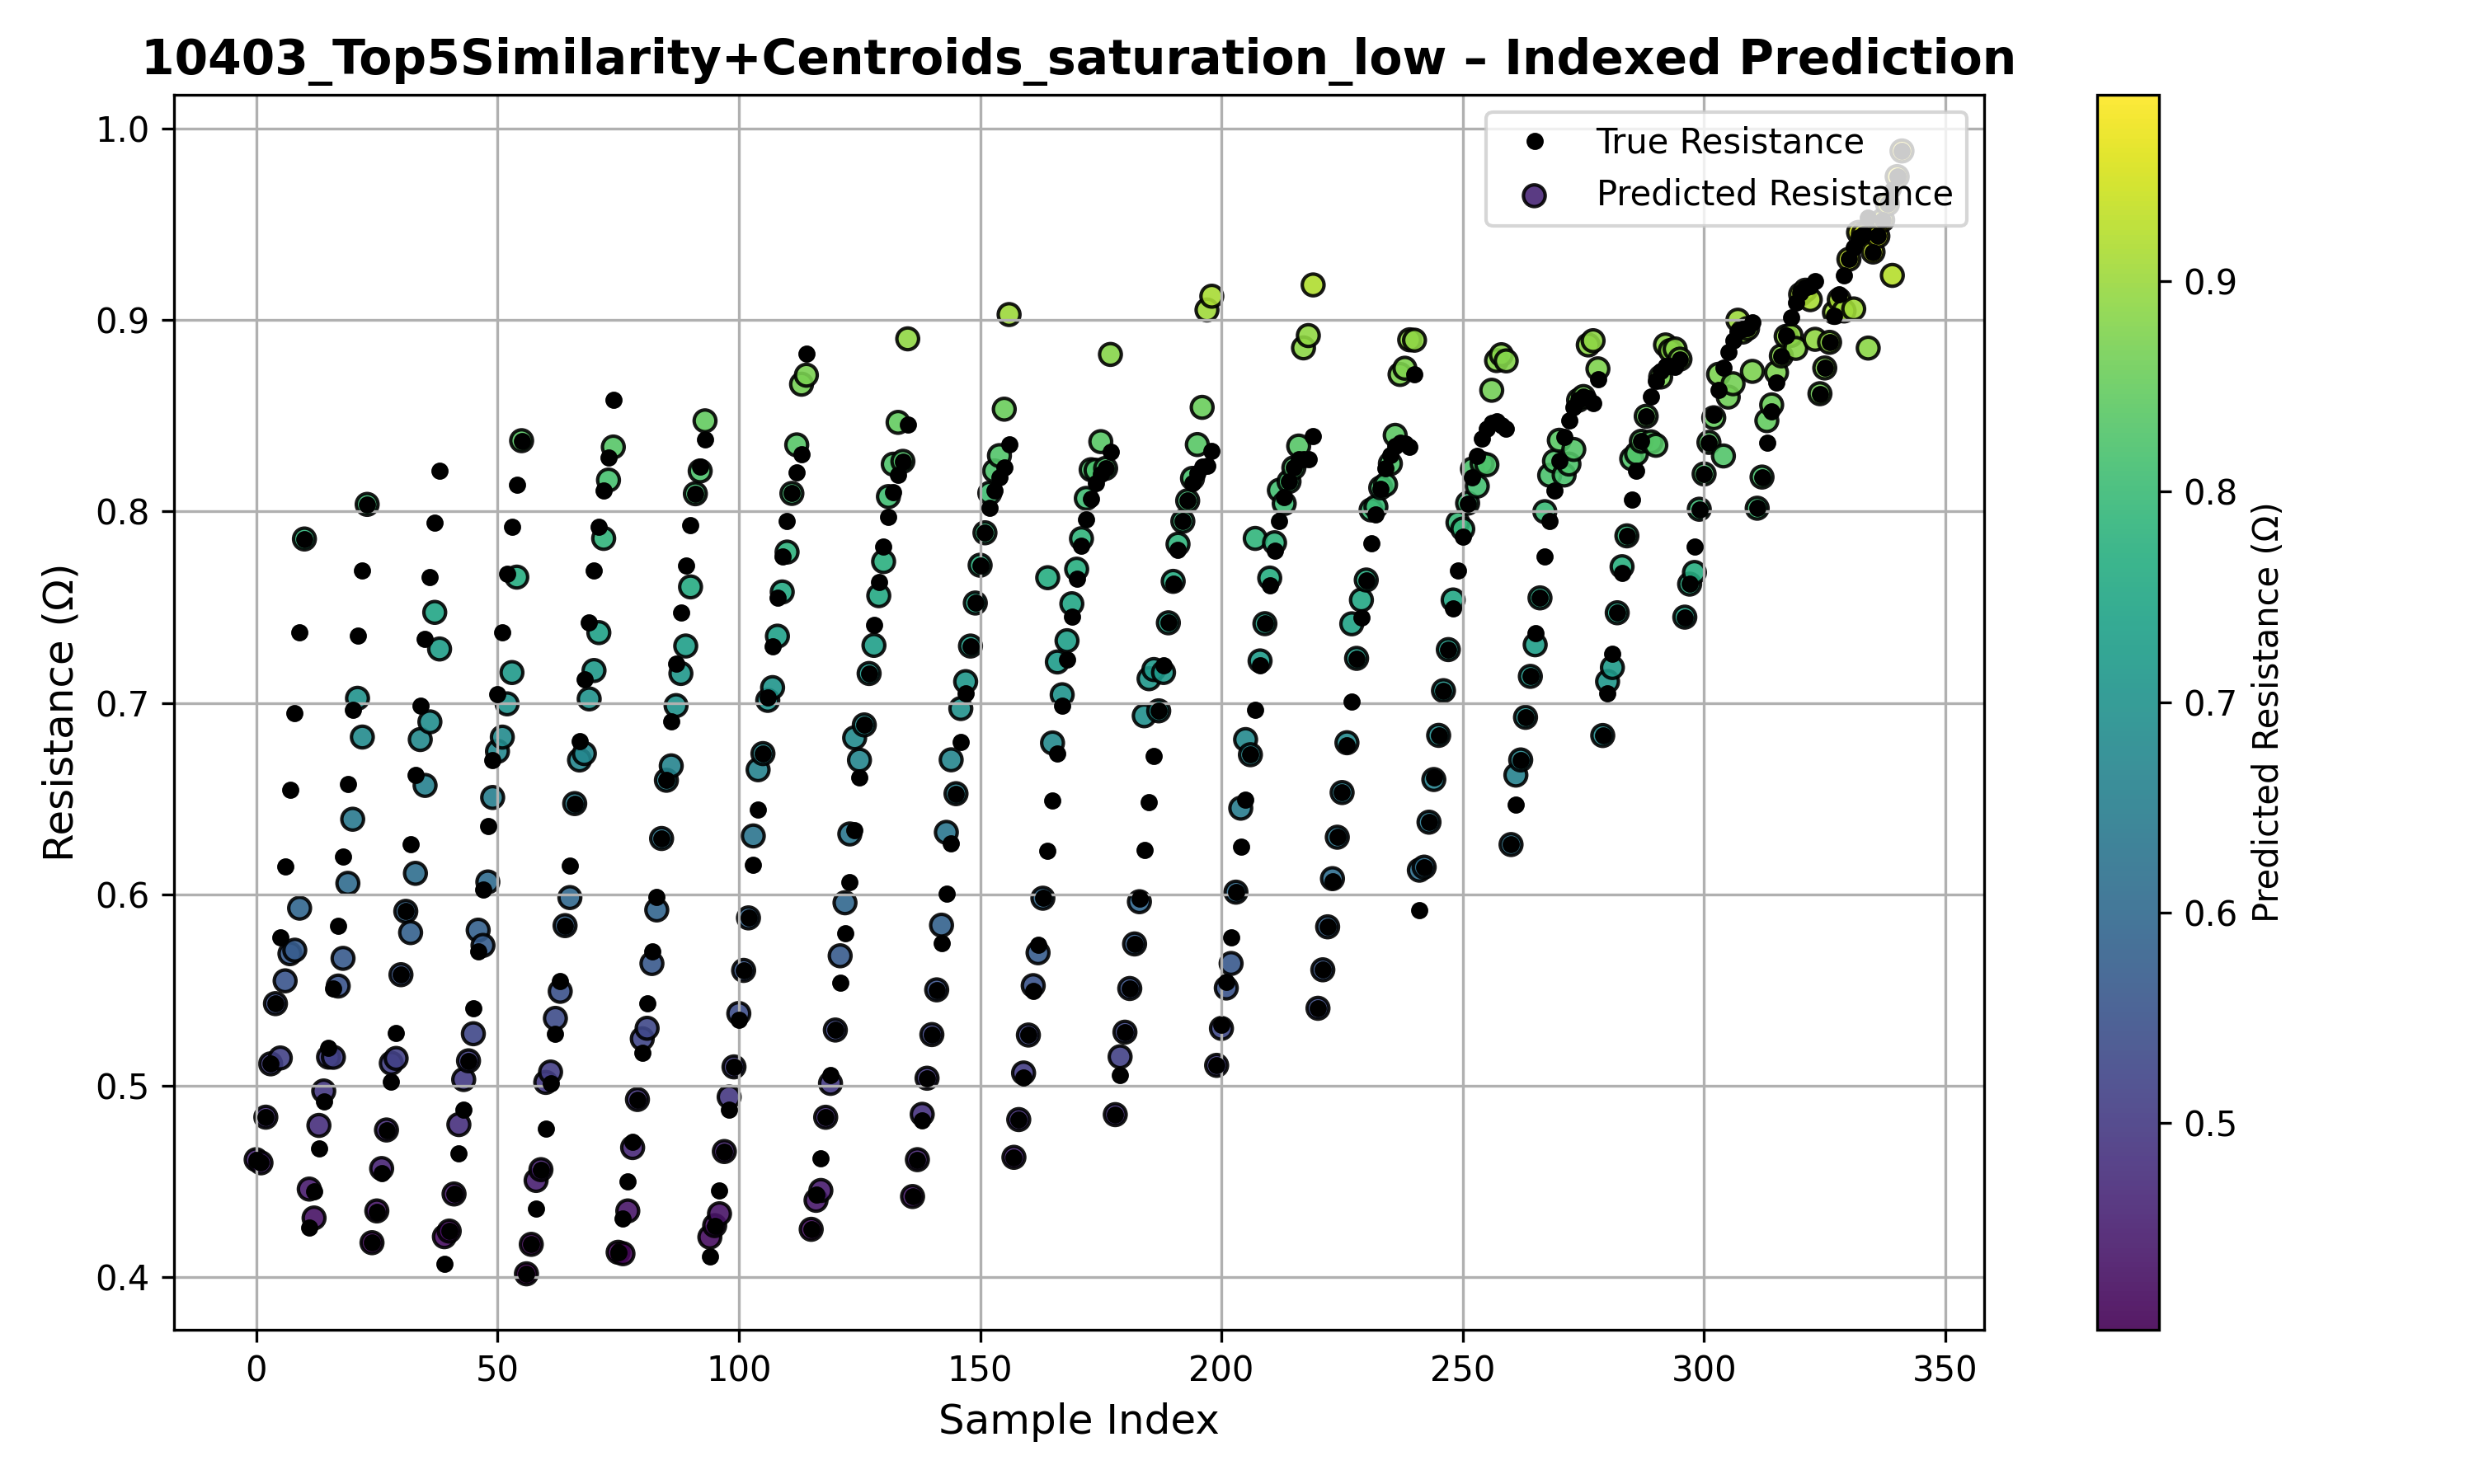 10403_Top5Similarity+Centroids_saturation_low – Indexed Prediction
True Resistance
Predicted Resistance
1.0
0.9
0.8
0.7
0.6
0.5
0.4
Resistance (Ω)
0 50 100 150 200 250 300 350
Sample Index
0.9
0.8
0.7
0.6
0.5
Predicted Resistance (Ω)